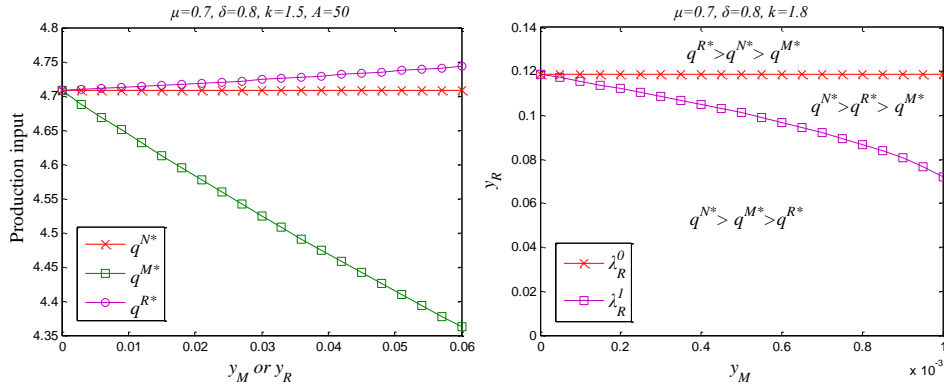 μ=0.7, δ=0.8, k=1.5, A=50
4.8
4.75
4.7
4.65
4.6
4.55
4.5
4.45
4.4
4.35
Production input
q^{N*}
q^{M*}
q^{R*}
0 0.01 0.02 0.03 0.04 0.05 0.06
y_M or y_R
μ=0.7, δ=0.8, k=1.8
0.15
0.12
0.1
0.08
0.06
0.04
0.02
0
y_R
q^{R*}>q^{N*}> q^{M*}
q^{N*}>q^{R*}> q^{M*}
q^{N*}> q^{M*}>q^{R*}
λ_R^0
λ_R^1
0 0.2 0.4 0.6 0.8 1
x 10^{-3}
y_M